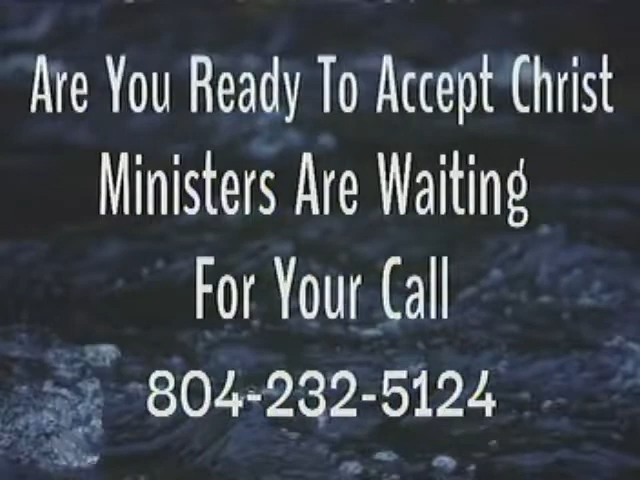 Are You Ready To Accept Christ
Ministers Are Waiting
For Your Call
804-232-5124